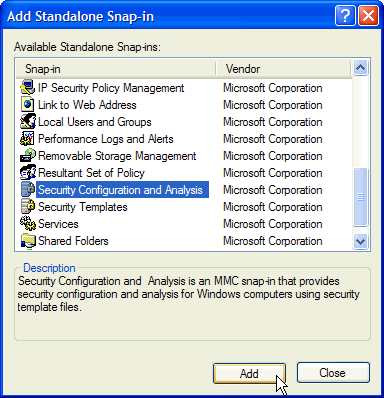 Add Standalone Snap-in
Available Standalone Snap-ins:
Snap-in Vendor
IP Security Policy Management Microsoft Corporation
Link to Web Address Microsoft Corporation
Local Users and Groups Microsoft Corporation
Performance Logs and Alerts Microsoft Corporation
Removable Storage Management Microsoft Corporation
Resultant Set of Policy Microsoft Corporation
Security Configuration and Analysis Microsoft Corporation
Security Templates Microsoft Corporation
Services Microsoft Corporation
Shared Folders Microsoft Corporation
Description
Security Configuration and Analysis is an MMC snap-in that provides
security configuration and analysis for Windows computers using security
template files.
Add Close